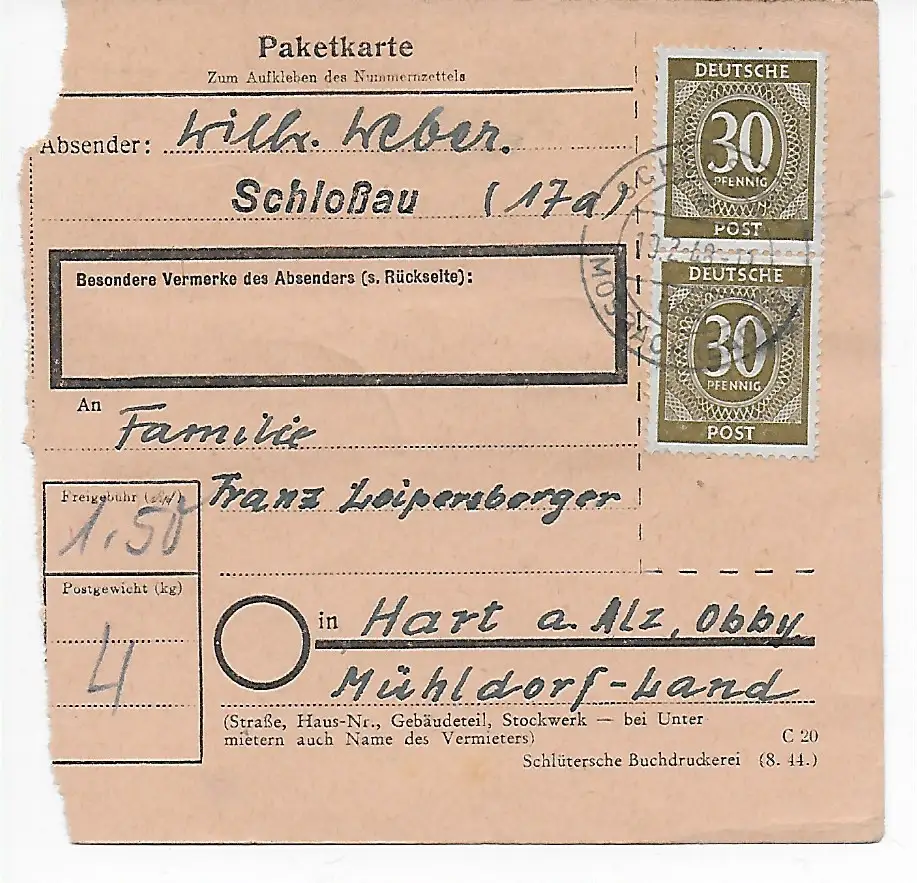 Paketkarte
Zum Aufkleben des Nummernzettels
Absender: Wilh. Weber.
Schloßau (17a)
Besondere Vermerke des Absenders (s. Rückseite):
An Familie
Franz Leipersberger
Freigebühr
1.50
Postgewicht (kg)
4
in Hart a. Alz, Obby
Mühldorf-Land
(Straße, Haus-Nr., Gebäudeteil, Stockwerk — bei Unter
mietern auch Name des Vermieters)
C 20
Schlütersche Buchdruckerei (8. 44.)
DEUTSCHE
30
PFENNIG
POST
DEUTSCHE
30
PFENNIG
POST